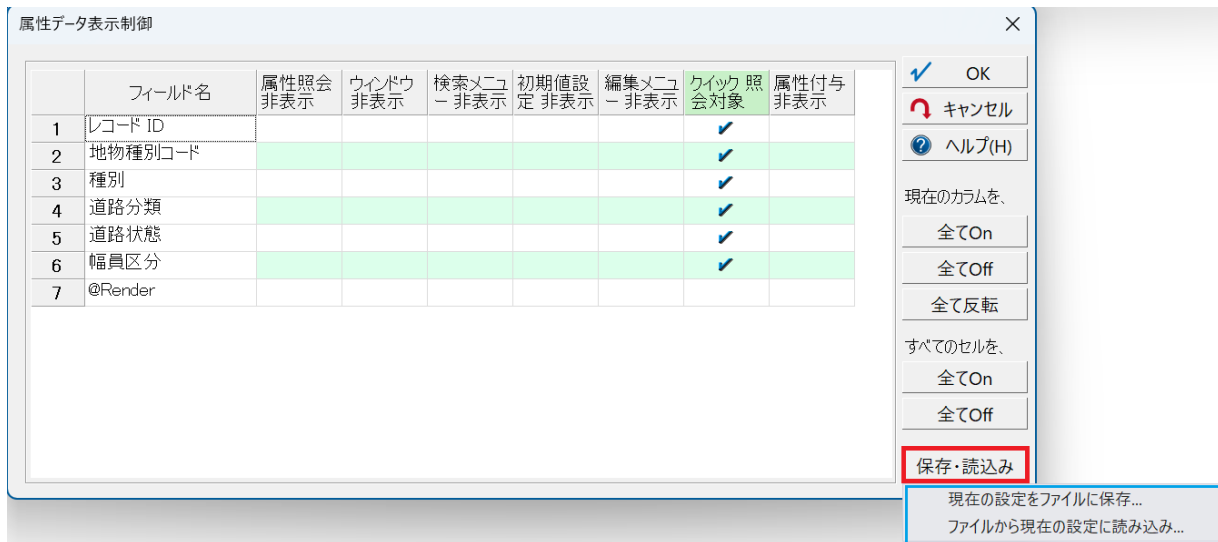 属性データ表示制御
フィールド名
属性照会
非表示
ウィンドウ
非表示
検索メニュ
ー 非表示
初期値設
定 非表示
編集メニュ
ー 非表示
クイック 照
会対象
属性付与
非表示
1 レコード ID
2 地物種別コード
3 種別
4 道路分類
5 道路状態
6 幅員区分
7 @Render
OK
キャンセル
ヘルプ(H)
現在のカラムを、
全てOn
全てOff
全て反転
すべてのセルを、
全てOn
全てOff
保存・読込み
現在の設定をファイルに保存...
ファイルから現在の設定に読み込み...